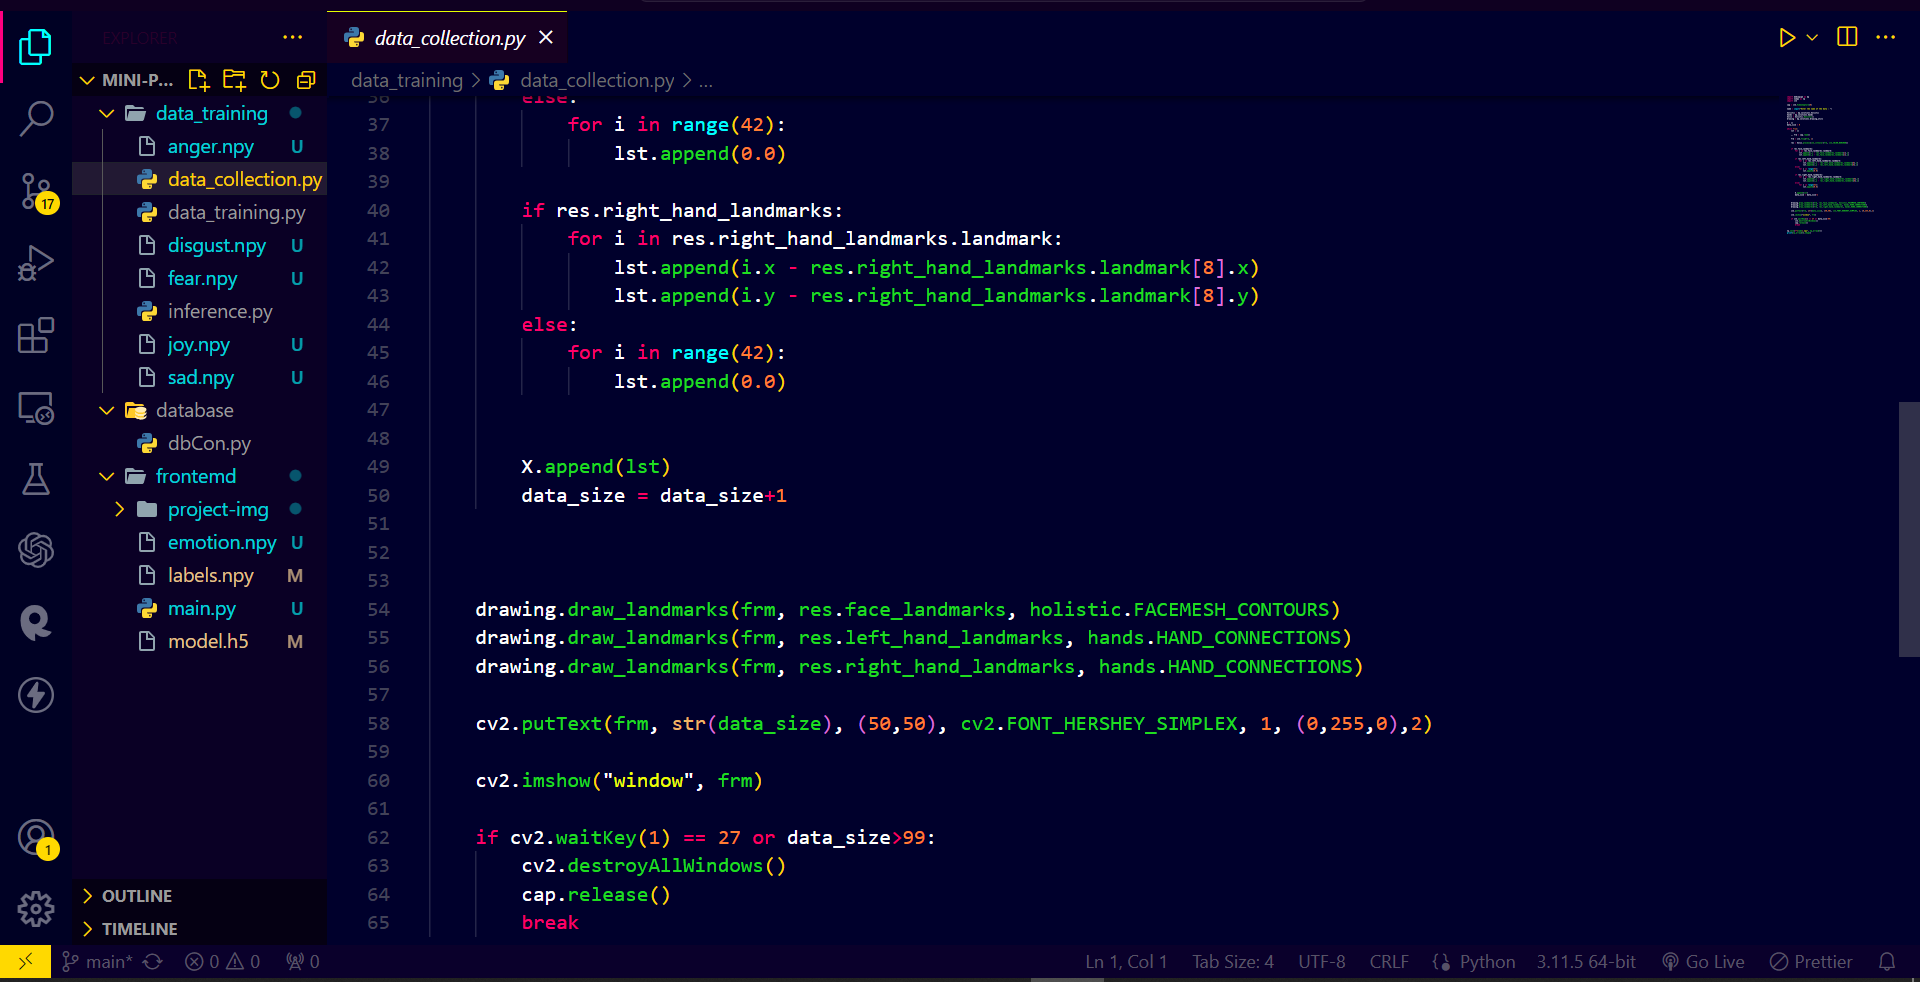 EXPLORER
data_collection.py
MINI-P...
data_training > data_collection.py > ...
data_training
anger.npy U
data_collection.py
data_training.py
disgust.npy U
fear.npy U
inference.py
joy.npy U
sad.npy U
database
dbCon.py
frontemd
project-img
emotion.npy U
labels.npy M
main.py U
model.h5 M
OUTLINE
TIMELINE
17
1
36 else:
37 for i in range(42):
38 lst.append(0.0)
39
40 if res.right_hand_landmarks:
41 for i in res.right_hand_landmarks.landmark:
42 lst.append(i.x - res.right_hand_landmarks.landmark[8].x)
43 lst.append(i.y - res.right_hand_landmarks.landmark[8].y)
44 else:
45 for i in range(42):
46 lst.append(0.0)
47
48
49 X.append(lst)
50 data_size = data_size+1
51
52
53
54 drawing.draw_landmarks(frm, res.face_landmarks, holistic.FACEMESH_CONTOURS)
55 drawing.draw_landmarks(frm, res.left_hand_landmarks, hands.HAND_CONNECTIONS)
56 drawing.draw_landmarks(frm, res.right_hand_landmarks, hands.HAND_CONNECTIONS)
57
58 cv2.putText(frm, str(data_size), (50,50), cv2.FONT_HERSHEY_SIMPLEX, 1, (0,255,0),2)
59
60 cv2.imshow("window", frm)
61
62 if cv2.waitKey(1) == 27 or data_size>99:
63 cv2.destroyAllWindows()
64 cap.release()
65 break
main* 0 0 0 Ln 1, Col 1 Tab Size: 4 UTF-8 CRLF Python 3.11.5 64-bit Go Live Prettier